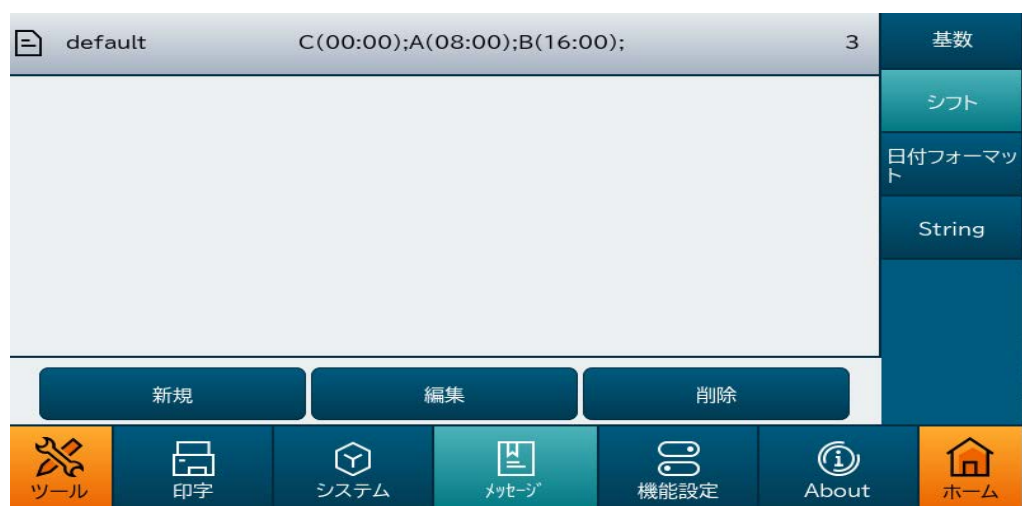 default C(00:00);A(08:00);B(16:00); 3
基数
シフト
日付フォーマッ
ト
String
新規 編集 削除
ツール 印字 システム ﾒｯｾｰｼﾞ 機能設定 About ホーム